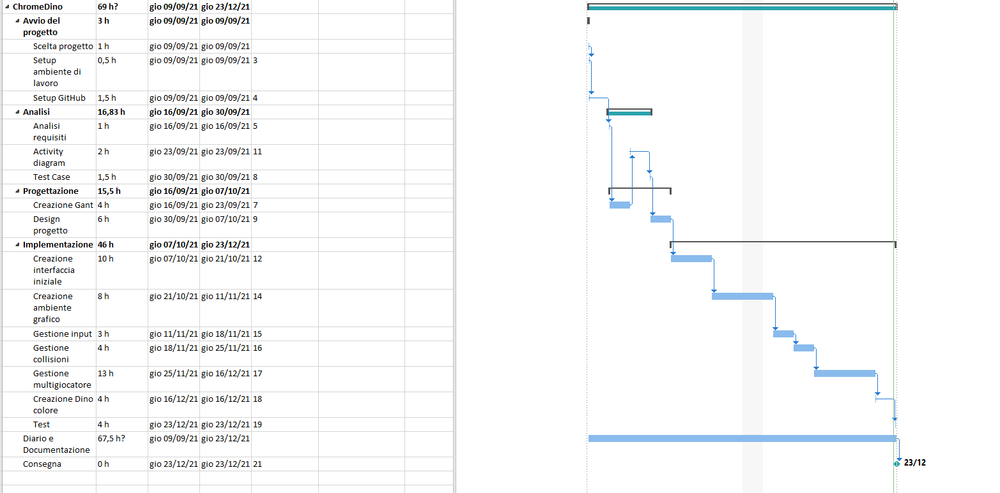 ChromeDino 69 h? gio 09/09/21 gio 23/12/21
Avvio del 3 h gio 09/09/21 gio 09/09/21
progetto
Scelta progetto 1 h gio 09/09/21 gio 09/09/21
Setup 0,5 h gio 09/09/21 gio 09/09/21 3
ambiente di
lavoro
Setup GitHub 1,5 h gio 09/09/21 gio 09/09/21 4
Analisi 16,83 h gio 16/09/21 gio 30/09/21
Analisi 1 h gio 16/09/21 gio 16/09/21 5
requisiti
Activity 2 h gio 23/09/21 gio 23/09/21 11
diagram
Test Case 1,5 h gio 30/09/21 gio 30/09/21 8
Progettazione 15,5 h gio 16/09/21 gio 07/10/21
Creazione Gant 4 h gio 16/09/21 gio 23/09/21 7
Design 6 h gio 30/09/21 gio 07/10/21 9
progetto
Implementazione 46 h gio 07/10/21 gio 23/12/21
Creazione 10 h gio 07/10/21 gio 21/10/21 12
interfaccia
iniziale
Creazione 8 h gio 21/10/21 gio 11/11/21 14
ambiente
grafico
Gestione input 3 h gio 11/11/21 gio 18/11/21 15
Gestione 4 h gio 18/11/21 gio 25/11/21 16
collisioni
Gestione 13 h gio 25/11/21 gio 16/12/21 17
multigiocatore
Creazione Dino 4 h gio 16/12/21 gio 16/12/21 18
colore
Test 4 h gio 23/12/21 gio 23/12/21 19
Diario e 67,5 h? gio 09/09/21 gio 23/12/21
Documentazione
Consegna 0 h gio 23/12/21 gio 23/12/21 21 23/12